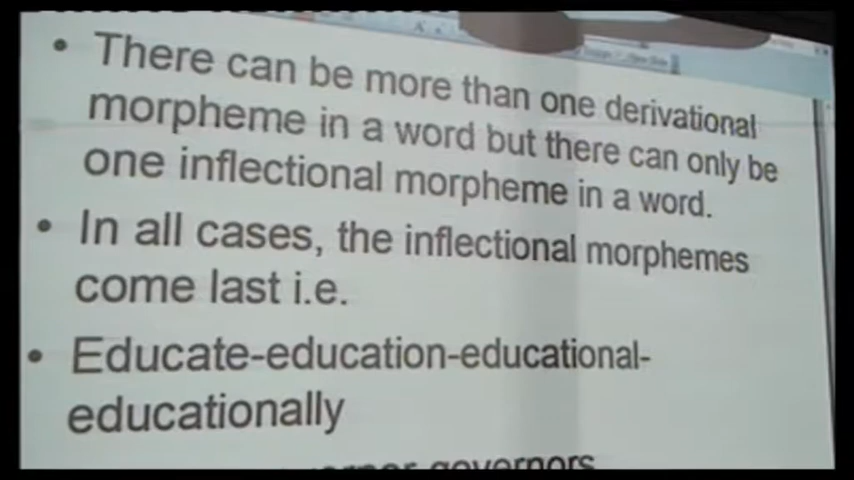 • There can be more than one derivational
morpheme in a word but there can only be
one inflectional morpheme in a word.
• In all cases, the inflectional morphemes
come last i.e.
• Educate-education-educational-
educationally
governors